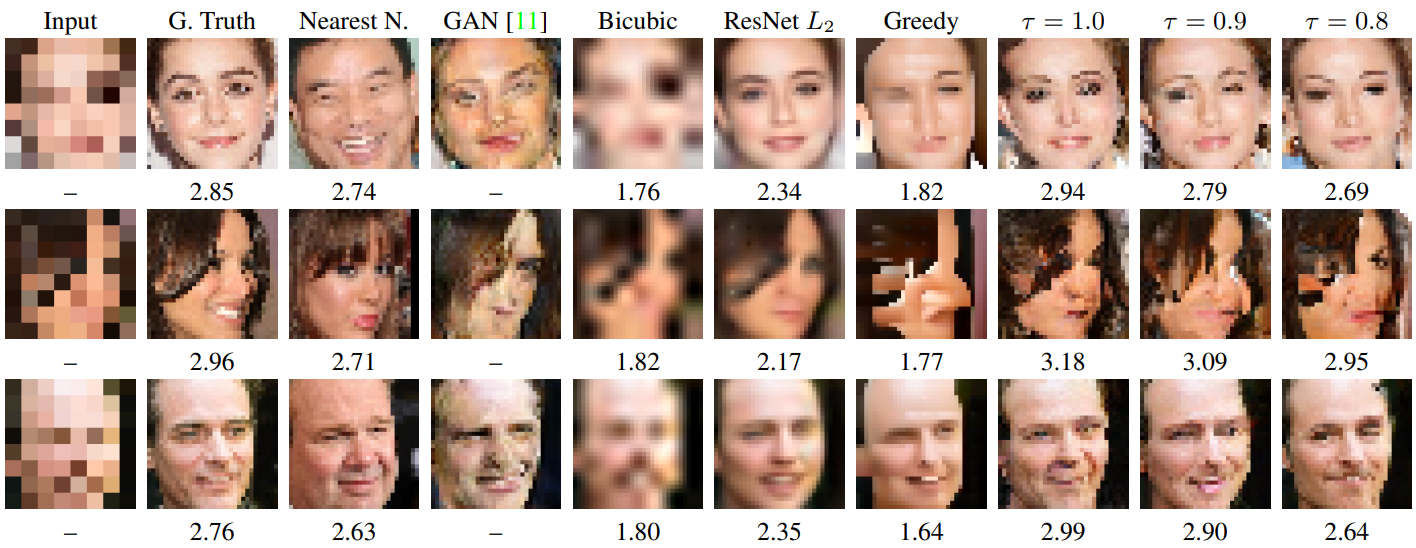 Input G. Truth Nearest N. GAN [11] Bicubic ResNet L₂ Greedy τ = 1.0 τ = 0.9 τ = 0.8
– 2.85 2.74 – 1.76 2.34 1.82 2.94 2.79 2.69
– 2.96 2.71 – 1.82 2.17 1.77 3.18 3.09 2.95
– 2.76 2.63 – 1.80 2.35 1.64 2.99 2.90 2.64